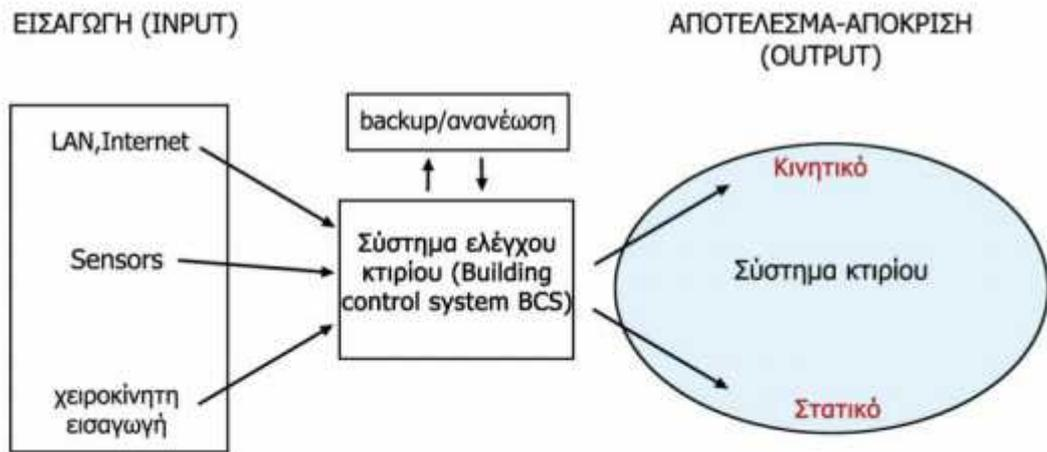 ΕΙΣΑΓΩΓΗ (INPUT)
ΑΠΟΤΕΛΕΣΜΑ-ΑΠΟΚΡΙΣΗ
(OUTPUT)
LAN,Internet
Sensors
χειροκίνητη
εισαγωγή
backup/ανανέωση
Σύστημα ελέγχου
κτιρίου (Building
control system BCS)
Κινητικό
Σύστημα κτιρίου
Στατικό